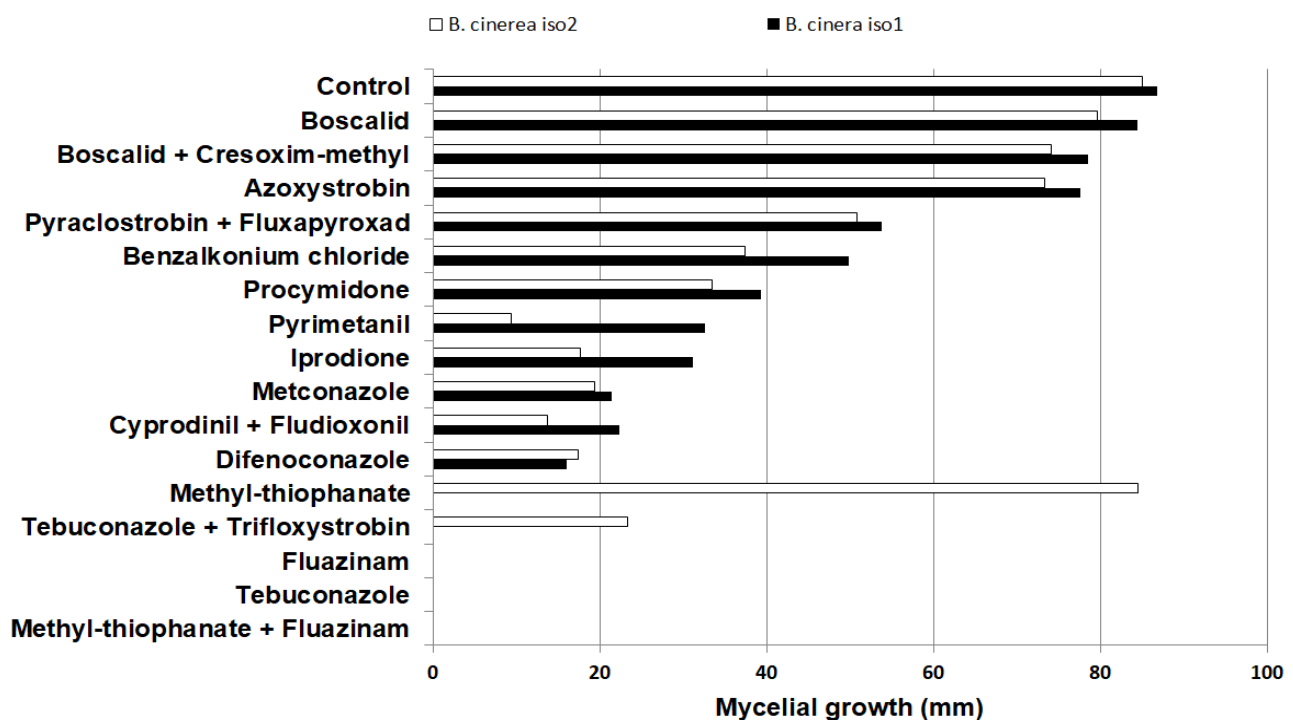 B. cinerea iso2
B. cinera iso1
Control
Boscalid
Boscalid + Cresoxim-methyl
Azoxystrobin
Pyraclostrobin + Fluxapyroxad
Benzalkonium chloride
Procymidone
Pyrimetanil
Iprodione
Metconazole
Cyprodinil + Fludioxonil
Difenoconazole
Methyl-thiophanate
Tebuconazole + Trifloxystrobin
Fluazinam
Tebuconazole
Methyl-thiophanate + Fluazinam
0 20 40 60 80 100
Mycelial growth (mm)